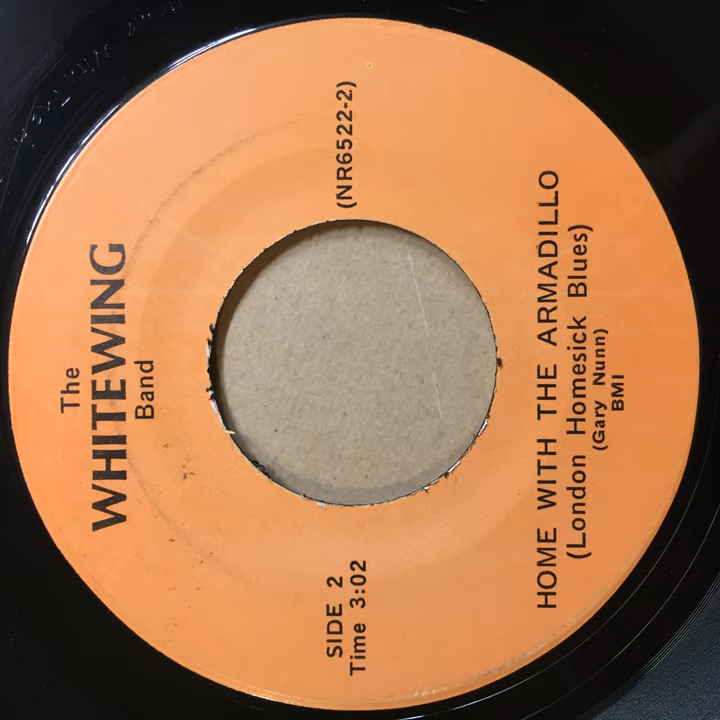 The
WHITEWING
Band
SIDE 2
Time 3:02
(NR6522-2)
HOME WITH THE ARMADILLO
(London Homesick Blues)
(Gary Nunn)
BMI